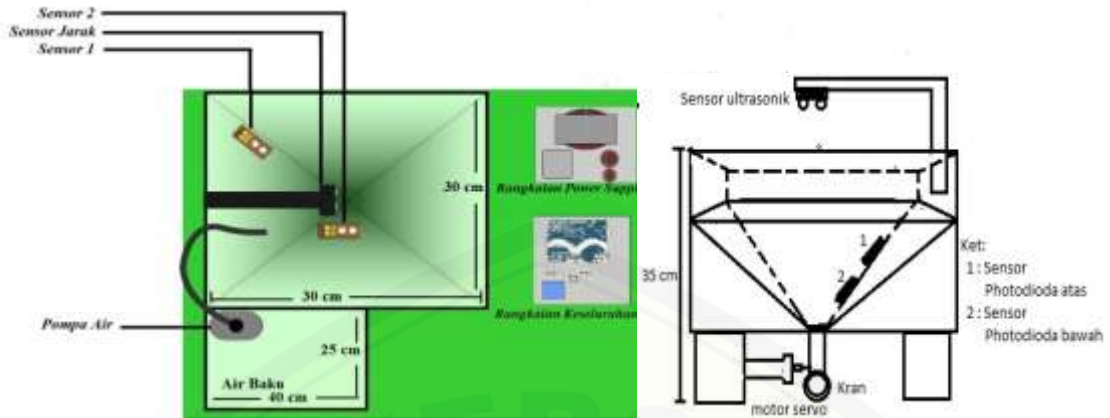 Sensor 2
Sensor Jarak
Sensor 1
30 cm
30 cm
Rangkaian Power Suppl
Rangkaian Keseluruhan
Pompa Air
25 cm
Air Baku
40 cm
Sensor ultrasonik
35 cm
1
2
Ket:
1 : Sensor
Photodioda atas
2 : Sensor
Photodioda bawah
Kran
motor servo